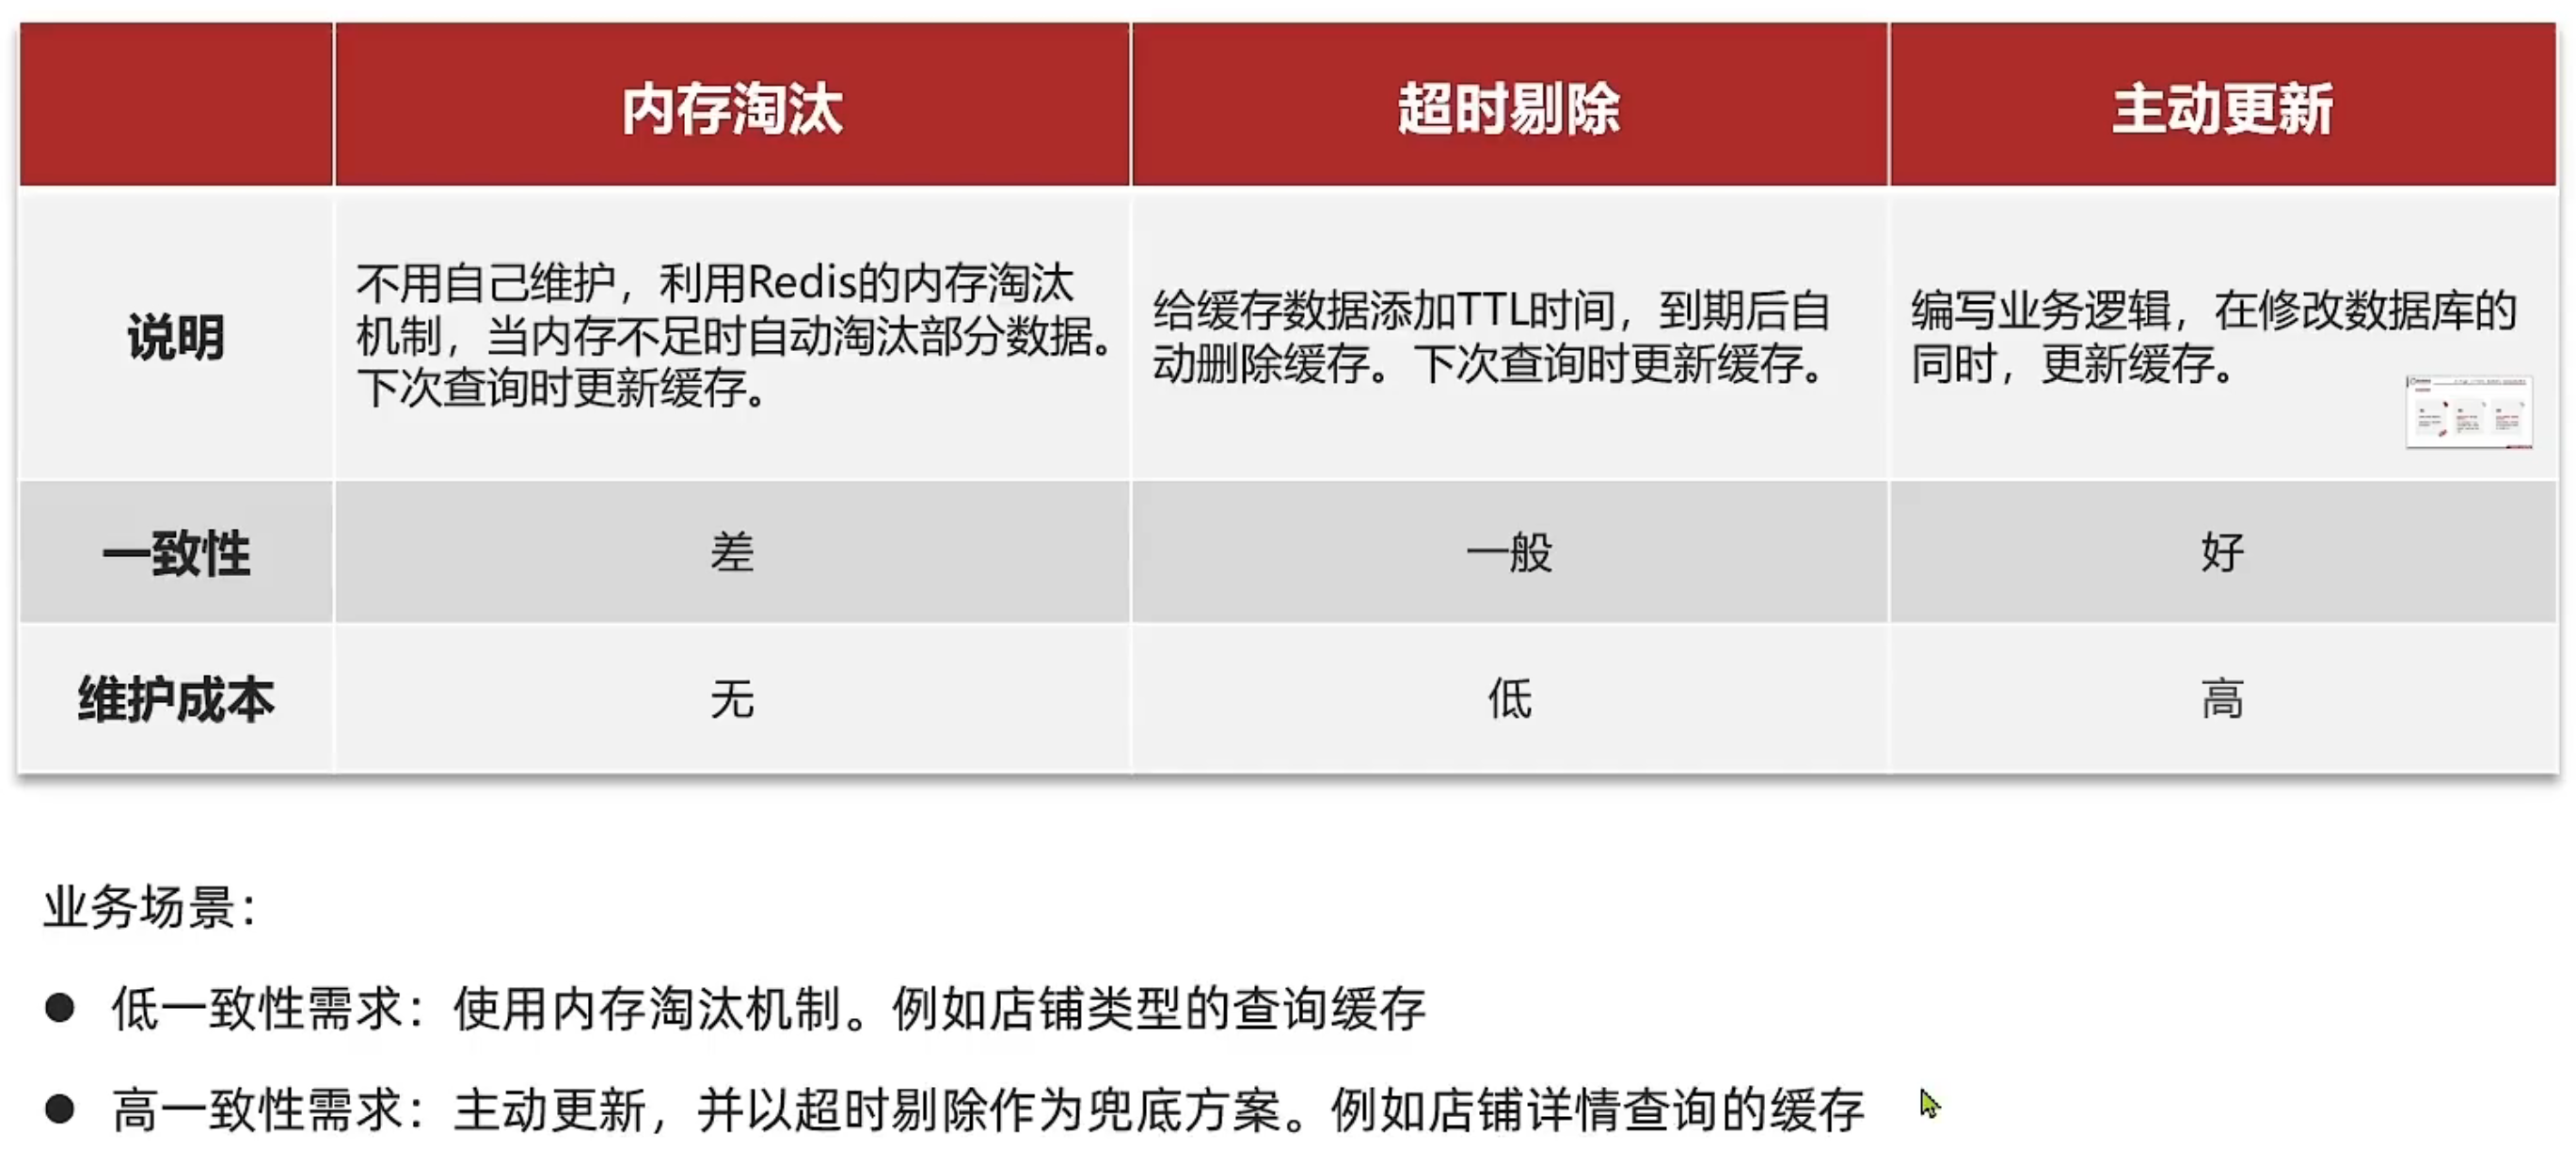 内存淘汰 超时剔除 主动更新
说明
不用自己维护，利用Redis的内存淘汰
机制，当内存不足时自动淘汰部分数据。
下次查询时更新缓存。
给缓存数据添加TTL时间，到期后自
动删除缓存。下次查询时更新缓存。
编写业务逻辑，在修改数据库的
同时，更新缓存。
一致性 差 一般 好
维护成本 无 低 高
业务场景：
● 低一致性需求：使用内存淘汰机制。例如店铺类型的查询缓存
● 高一致性需求：主动更新，并以超时剔除作为兜底方案。例如店铺详情查询的缓存